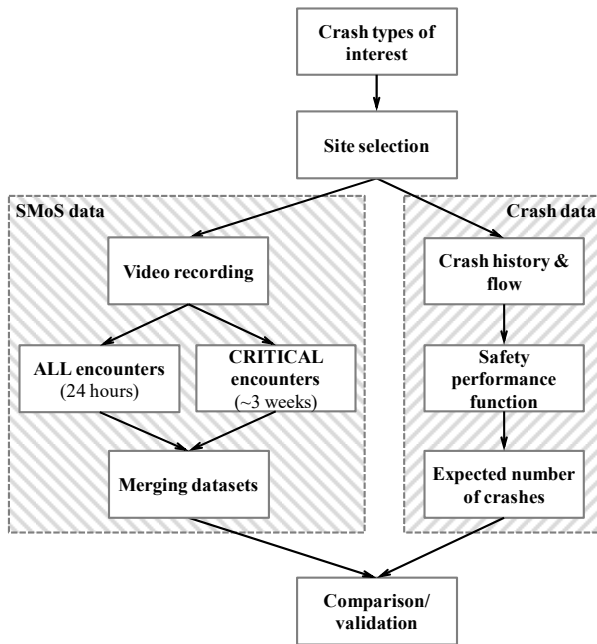 Crash types of
interest
Site selection
SMoS data
Video recording
ALL encounters
(24 hours)
CRITICAL
encounters
(~3 weeks)
Merging datasets
Crash data
Crash history &
flow
Safety
performance
function
Expected number
of crashes
Comparison/
validation